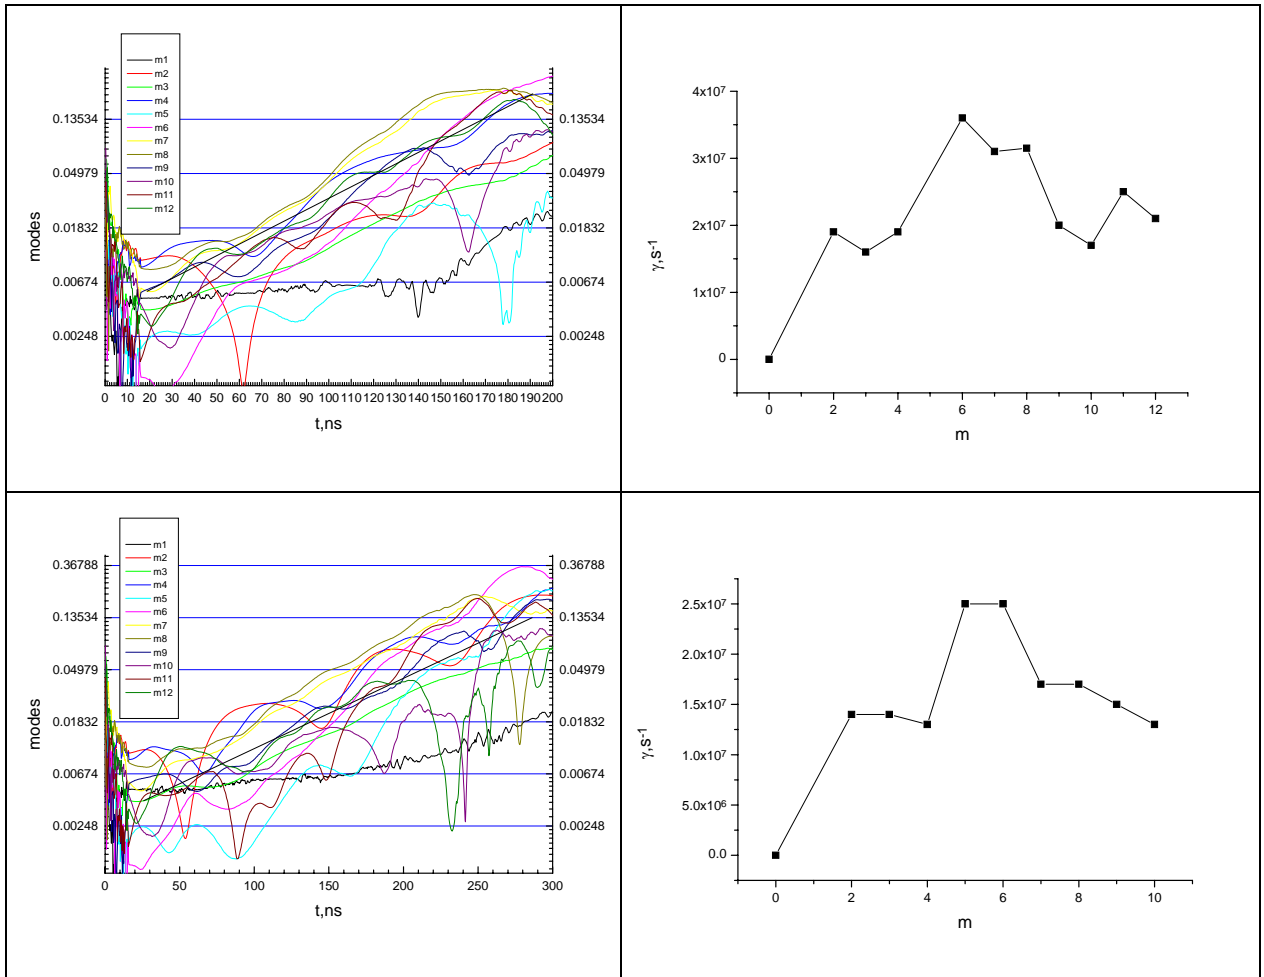 m1
m2
m3
m4
m5
m6
m7
m8
m9
m10
m11
m12
modes
0.13534
0.04979
0.01832
0.00674
0.00248
0.13534
0.04979
0.01832
0.00674
0.00248
0 10 20 30 40 50 60 70 80 90 100 110 120 130 140 150 160 170 180 190 200
t,ns
γ,s⁻¹
4x10⁷
3x10⁷
2x10⁷
1x10⁷
0
0 2 4 6 8 10 12
m
m1
m2
m3
m4
m5
m6
m7
m8
m9
m10
m11
m12
modes
0.36788
0.13534
0.04979
0.01832
0.00674
0.00248
0.36788
0.13534
0.04979
0.01832
0.00674
0.00248
0 50 100 150 200 250 300
t,ns
γ,s⁻¹
2.5x10⁷
2.0x10⁷
1.5x10⁷
1.0x10⁷
5.0x10⁶
0.0
0 2 4 6 8 10
m